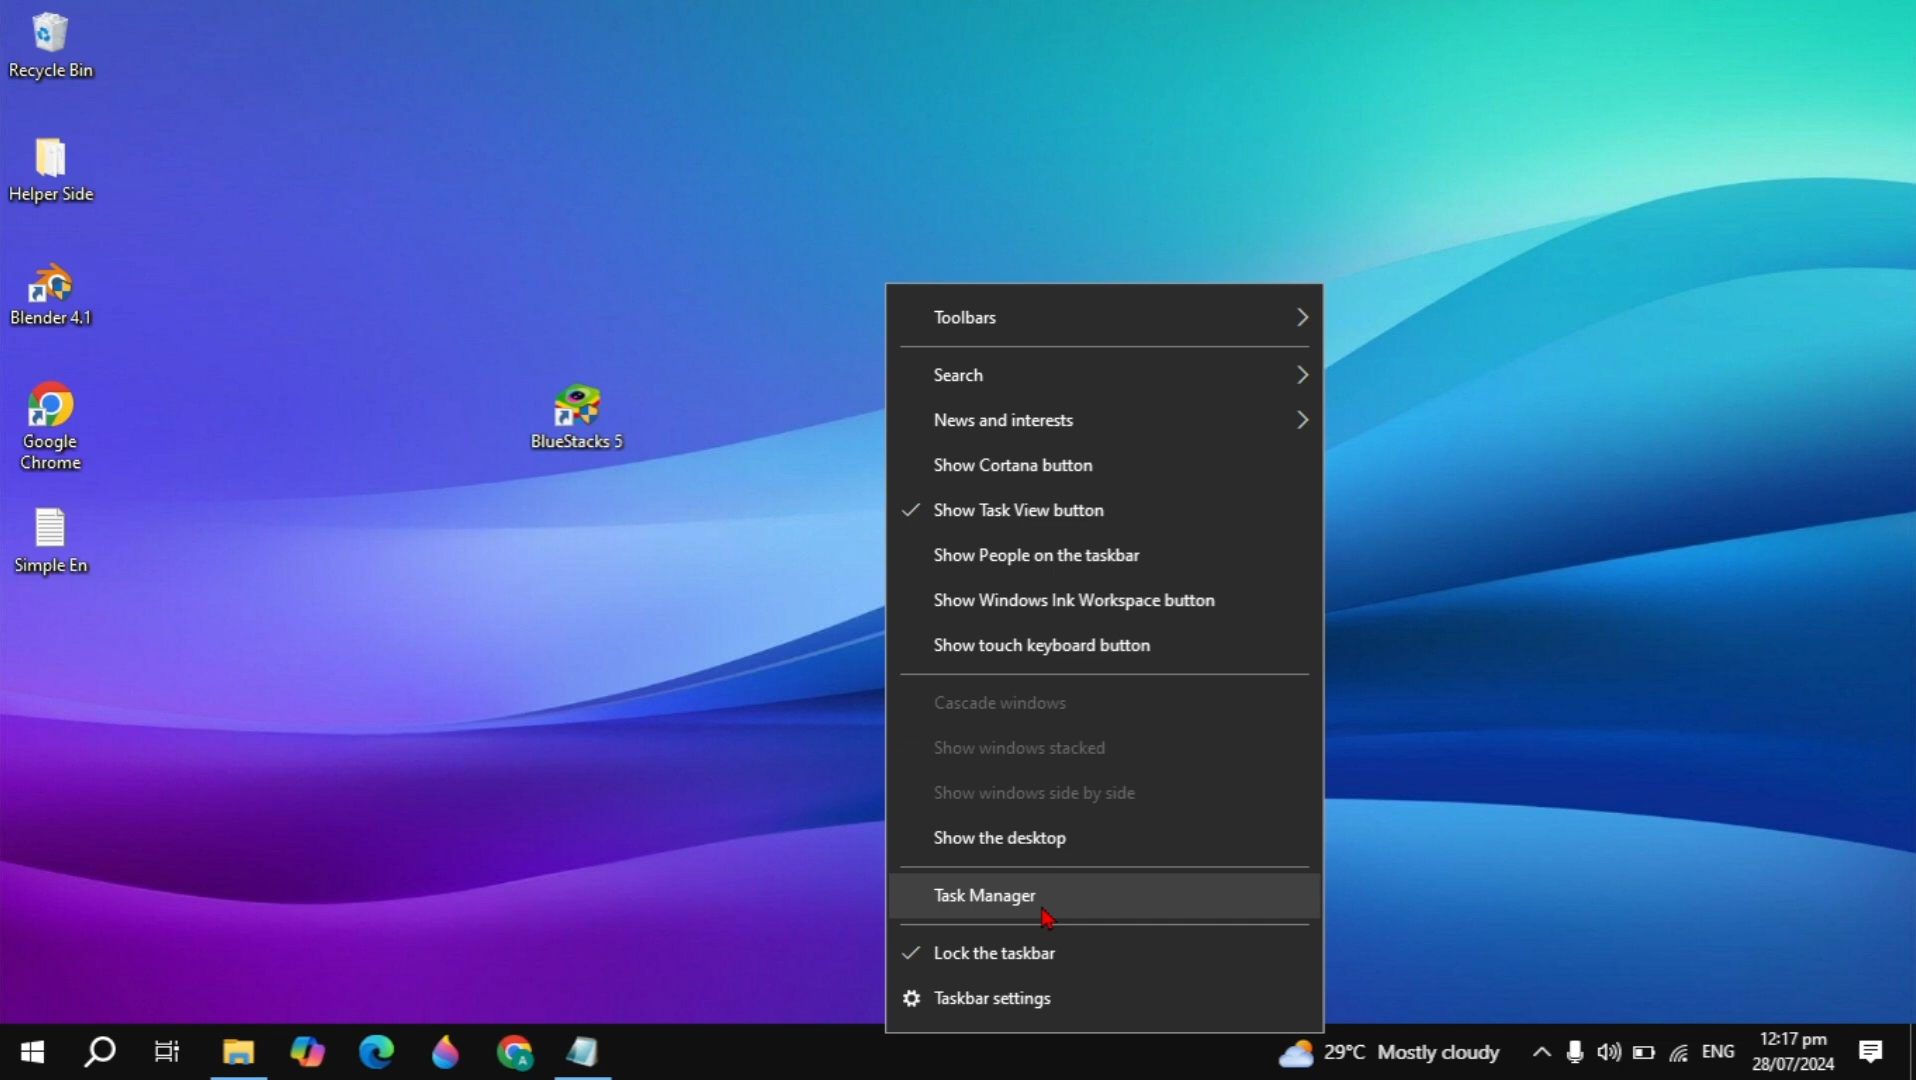 Recycle Bin
Helper Side
Blender 4.1
Google
Chrome
Simple En
BlueStacks 5
Toolbars
Search
News and interests
Show Cortana button
Show Task View button
Show People on the taskbar
Show Windows Ink Workspace button
Show touch keyboard button
Cascade windows
Show windows stacked
Show windows side by side
Show the desktop
Task Manager
Lock the taskbar
Taskbar settings
A
29°C Mostly cloudy
ENG
12:17 pm
28/07/2024